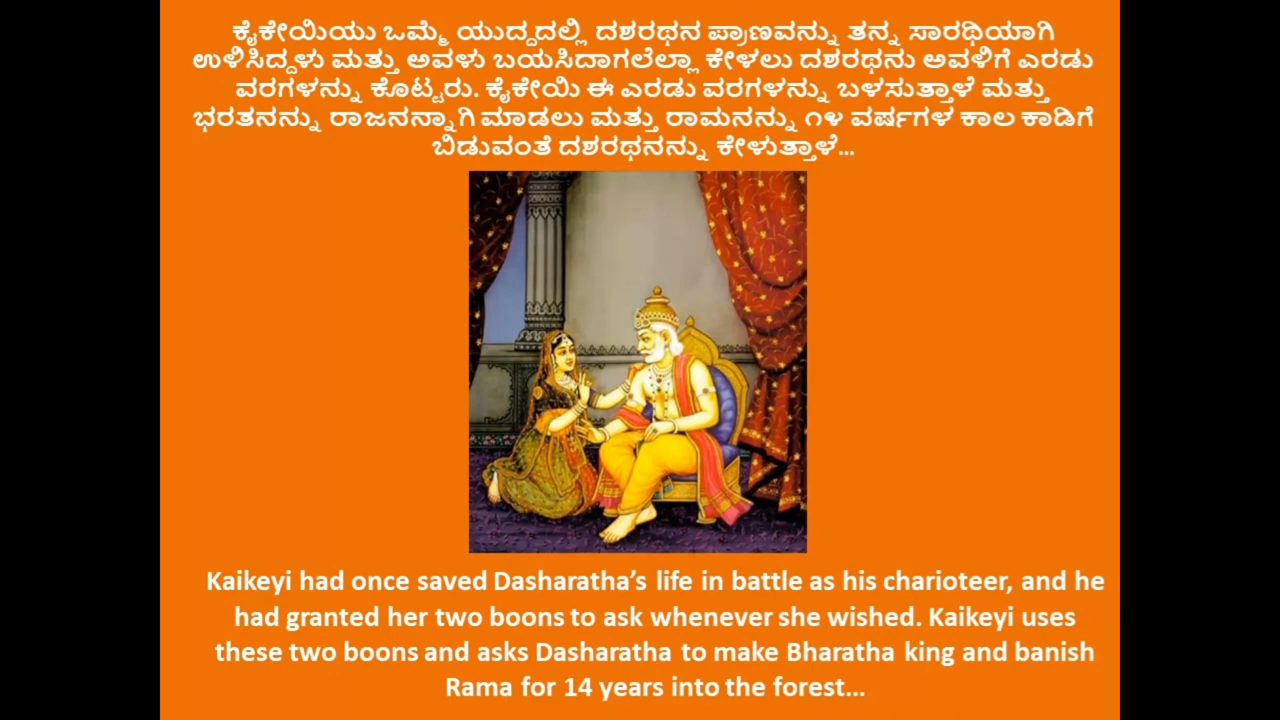 ಕೈಕೇಯಿಯು ಒಮ್ಮೆ ಯುದ್ದದಲ್ಲಿ ದಶರಥನ ಪ್ರಾಣವನ್ನು ತನ್ನ ಸಾರಥಿಯಾಗಿ
ಉಳಿಸಿದ್ದಳು ಮತ್ತು ಅವಳು ಬಯಸಿದಾಗಲೆಲ್ಲಾ ಕೇಳಲು ದಶರಥನು ಅವಳಿಗೆ ಎರಡು
ವರಗಳನ್ನು ಕೊಟ್ಟರು. ಕೈಕೇಯಿ ಈ ಎರಡು ವರಗಳನ್ನು ಬಳಸುತ್ತಾಳೆ ಮತ್ತು
ಭರತನನ್ನು ರಾಜನನ್ನಾಗಿ ಮಾಡಲು ಮತ್ತು ರಾಮನನ್ನು ೧೪ ವರ್ಷಗಳ ಕಾಲ ಕಾಡಿಗೆ
ಬಿಡುವಂತೆ ದಶರಥನನ್ನು ಕೇಳುತ್ತಾಳೆ...
Kaikeyi had once saved Dasharatha’s life in battle as his charioteer, and he
had granted her two boons to ask whenever she wished. Kaikeyi uses
these two boons and asks Dasharatha to make Bharatha king and banish
Rama for 14 years into the forest...